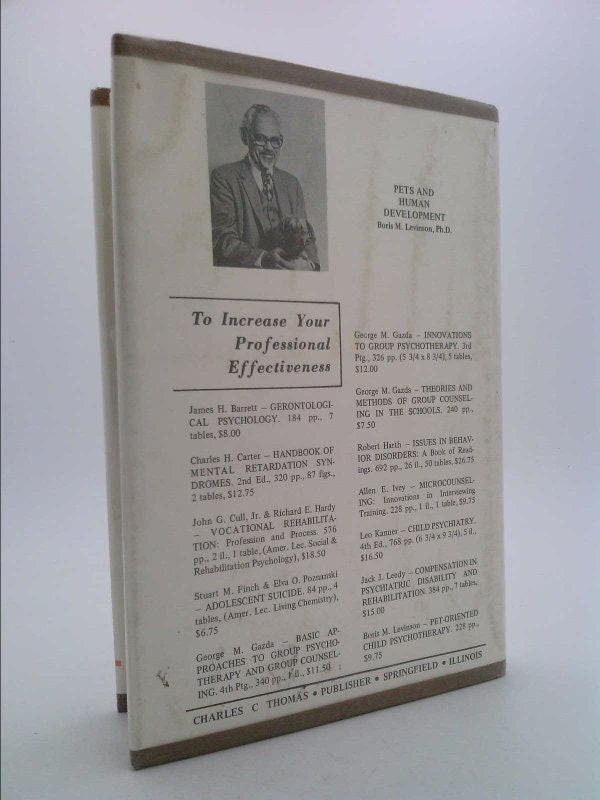 PETS AND
HUMAN
DEVELOPMENT
Boris M. Levinson, Ph.D.
To Increase Your
Professional
Effectiveness
James H. Barrett – GERONTOLOGI-
CAL PSYCHOLOGY. 184 pp., 7
tables, $8.00
Charles H. Carter – HANDBOOK OF
MENTAL RETARDATION SYN-
DROMES. 2nd Ed., 320 pp., 87 figs.,
2 tables, $12.75
John G. Cull, Jr. & Richard E. Hardy
– VOCATIONAL REHABILITA-
TION: Profession and Process. 576
pp., 2 il., 1 table, (Amer. Lec. Social &
Rehabilitation Psychology), $18.50
Stuart M. Finch & Elva O. Poznanski
– ADOLESCENT SUICIDE. 84 pp., 4
tables, (Amer. Lec. Living Chemistry),
$6.75
George M. Gazda – BASIC AP-
PROACHES TO GROUP PSYCHO-
THERAPY AND GROUP COUNSEL-
ING. 4th Ptg., 340 pp., 1 il., $11.50
George M. Gazda – INNOVATIONS
TO GROUP PSYCHOTHERAPY. 3rd
Ptg., 326 pp. (5 3/4 x 8 3/4), 5 tables,
$12.00
George M. Gazda – THEORIES AND
METHODS OF GROUP COUNSEL-
ING IN THE SCHOOLS. 240 pp.,
$7.50
Robert Harth – ISSUES IN BEHAV-
IOR DISORDERS: A Book of Read-
ings. 692 pp., 26 il., 50 tables, $26.75
Allen E. Ivey – MICROCOUNSEL-
ING: Innovations in Interviewing
Training. 228 pp., 1 il., 1 table, $9.75
Leo Kanner – CHILD PSYCHIATRY.
4th Ed., 768 pp. (6 3/4 x 9 3/4), 5 il.,
$16.50
Jack J. Leedy – COMPENSATION IN
PSYCHIATRIC DISABILITY AND
REHABILITATION. 384 pp., 7 tables,
$15.00
Boris M. Levinson – PET-ORIENTED
CHILD PSYCHOTHERAPY. 228 pp.,
$9.75
CHARLES C THOMAS • PUBLISHER • SPRINGFIELD • ILLINOIS